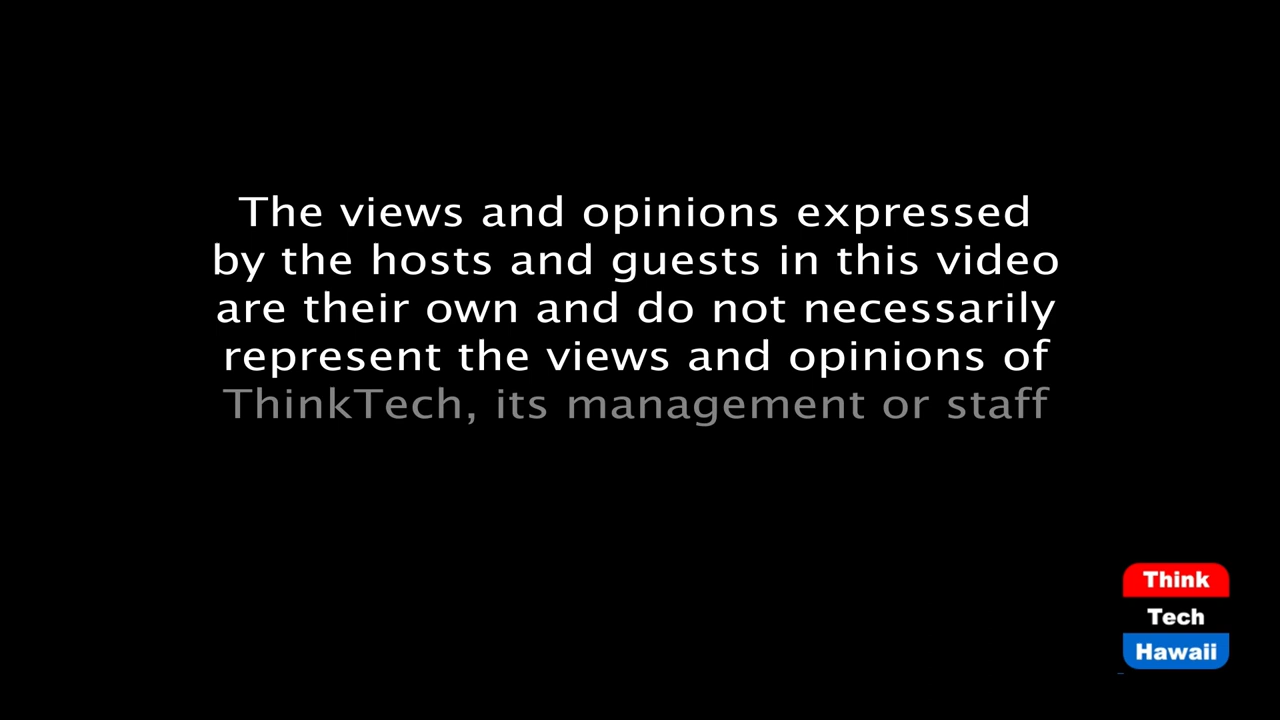 The views and opinions expressed
by the hosts and guests in this video
are their own and do not necessarily
represent the views and opinions of
ThinkTech, its management or staff
Think
Tech
Hawaii